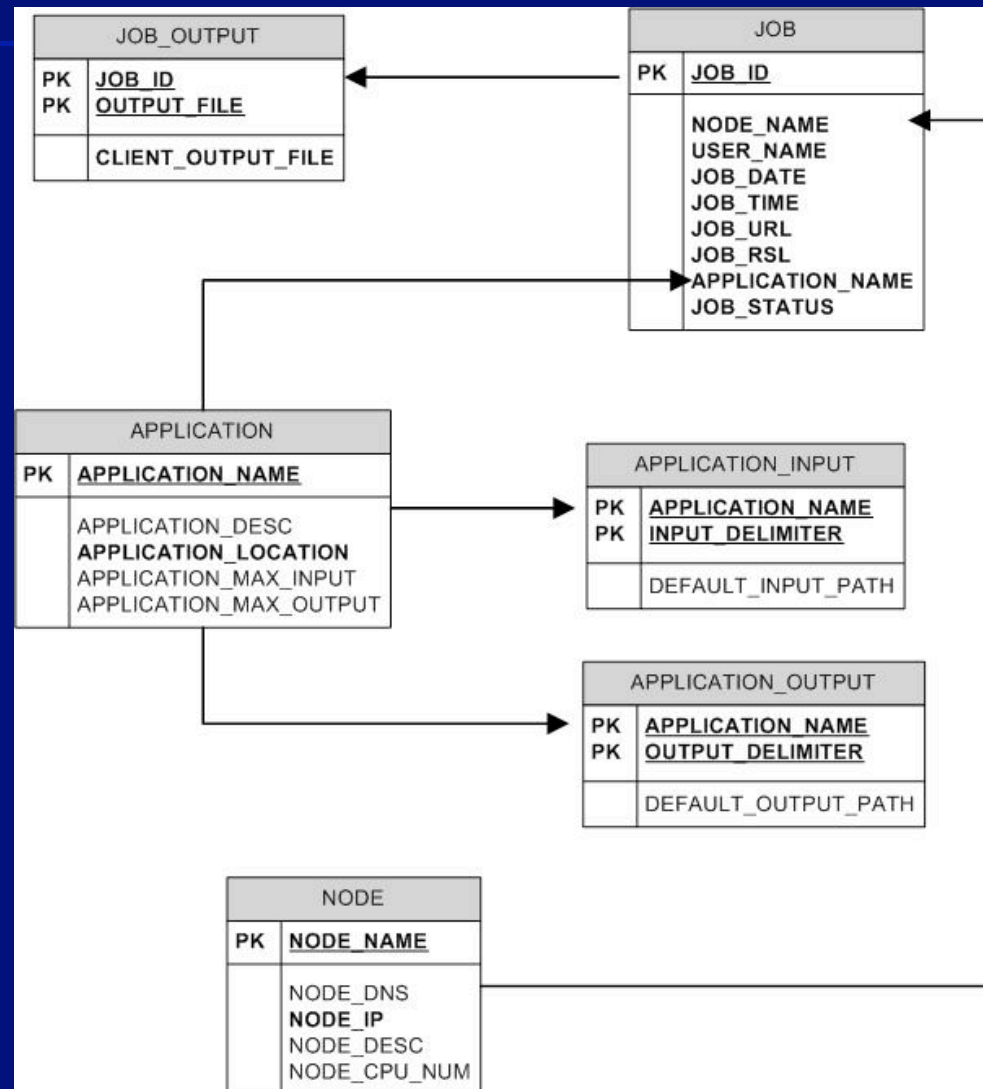 JOB_OUTPUT
PK JOB_ID
PK OUTPUT_FILE
CLIENT_OUTPUT_FILE
JOB
PK JOB_ID
NODE_NAME
USER_NAME
JOB_DATE
JOB_TIME
JOB_URL
JOB_RSL
APPLICATION_NAME
JOB_STATUS
APPLICATION
PK APPLICATION_NAME
APPLICATION_DESC
APPLICATION_LOCATION
APPLICATION_MAX_INPUT
APPLICATION_MAX_OUTPUT
APPLICATION_INPUT
PK APPLICATION_NAME
PK INPUT_DELIMITER
DEFAULT_INPUT_PATH
APPLICATION_OUTPUT
PK APPLICATION_NAME
PK OUTPUT_DELIMITER
DEFAULT_OUTPUT_PATH
NODE
PK NODE_NAME
NODE_DNS
NODE_IP
NODE_DESC
NODE_CPU_NUM